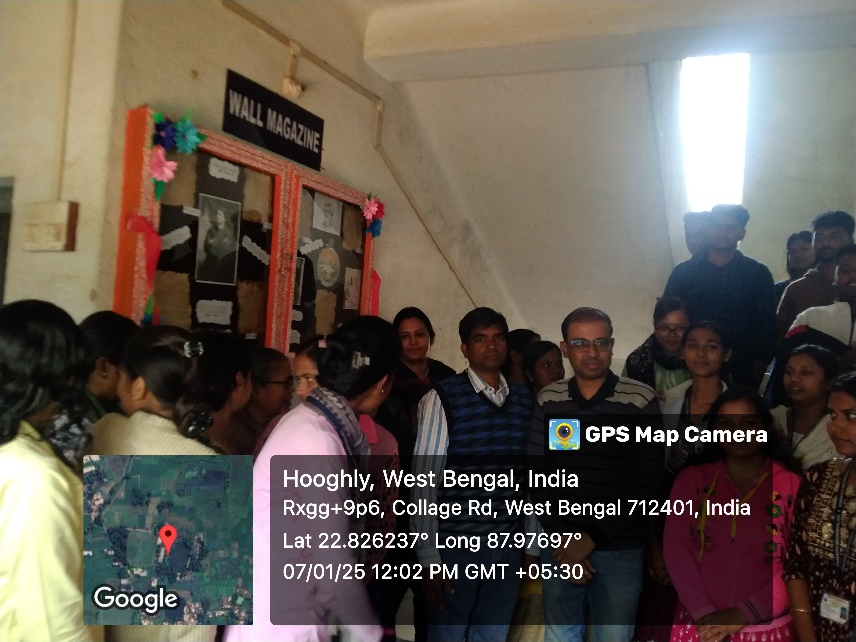 WALL MAGAZINE
GPS Map Camera
Hooghly, West Bengal, India
Rxgg+9p6, Collage Rd, West Bengal 712401, India
Lat 22.826237° Long 87.97697°
07/01/25 12:02 PM GMT +05:30
Google